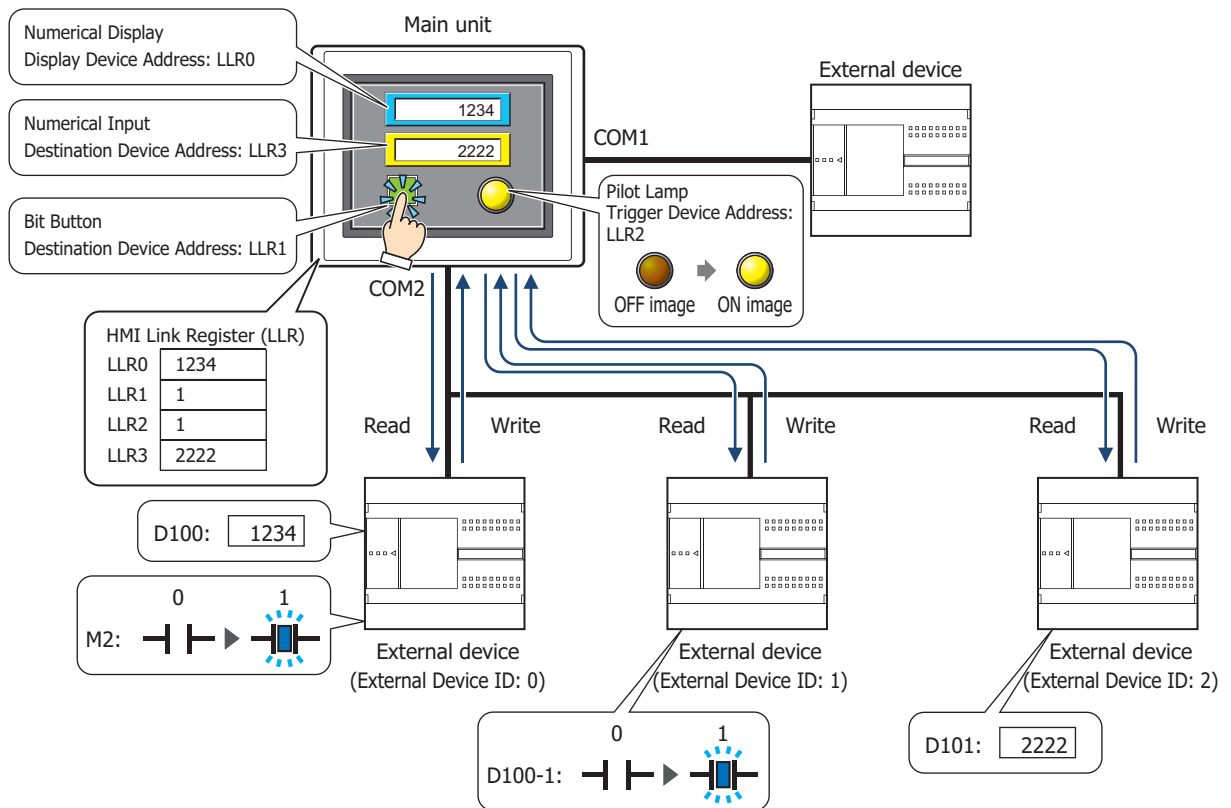 Main unit
Numerical Display
Display Device Address: LLR0
Numerical Input
Destination Device Address: LLR3
Bit Button
Destination Device Address: LLR1
1234
2222
COM1
External device
Pilot Lamp
Trigger Device Address:
LLR2
OFF image
ON image
COM2
HMI Link Register (LLR)
LLR0 1234
LLR1 1
LLR2 1
LLR3 2222
Read
Write
Read
Write
Read
Write
D100: 1234
0 1
M2:
External device
(External Device ID: 0)
External device
(External Device ID: 1)
External device
(External Device ID: 2)
0 1
D100-1:
D101: 2222